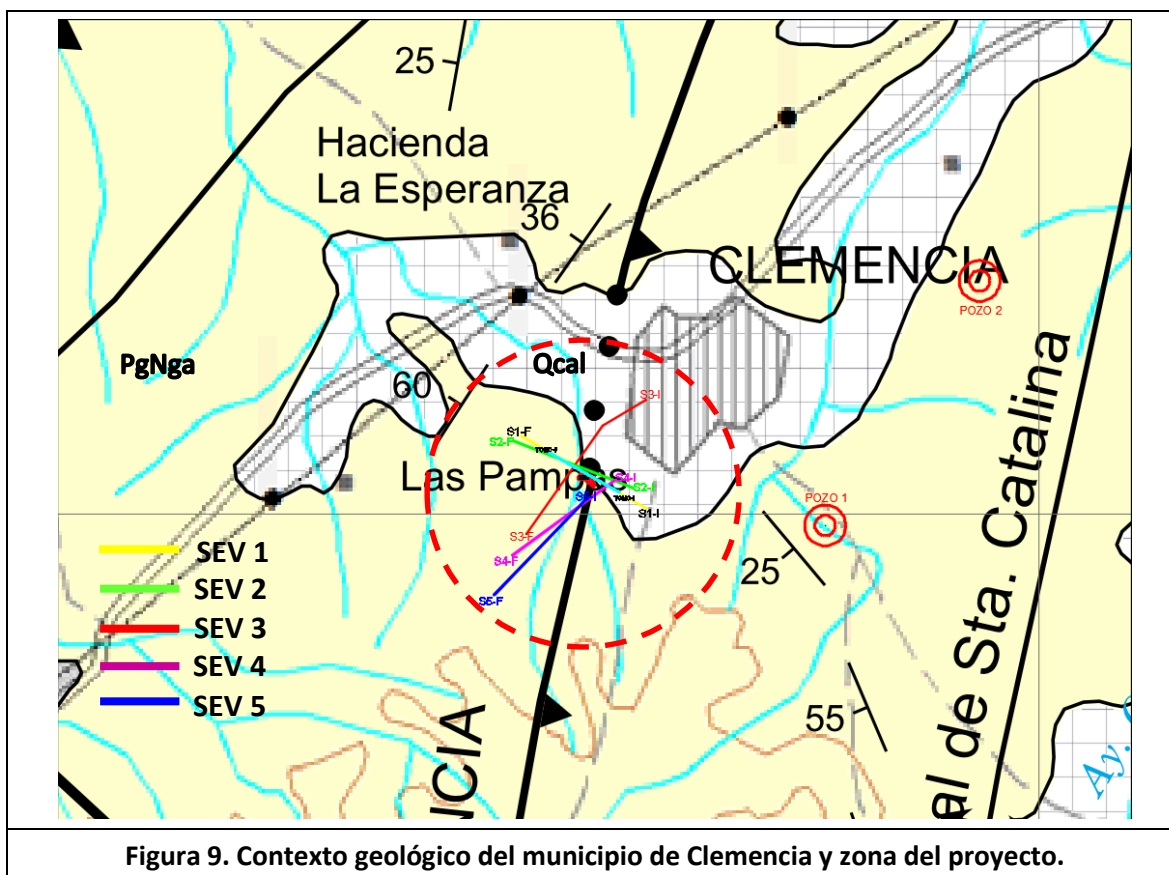 25
Hacienda
La Esperanza
36
CLEMENCIA
POZO 2
PgNga
Qcal
60
S3-I
S1-F
S2-F
Las Pampas
S4-I
S2-I
S1-I
POZO 1
S3-F
S4-F
S5-F
25
al de Sta. Catalina
SEV 1
SEV 2
SEV 3
SEV 4
SEV 5
55
NCIA
Ay.
Figura 9. Contexto geológico del municipio de Clemencia y zona del proyecto.